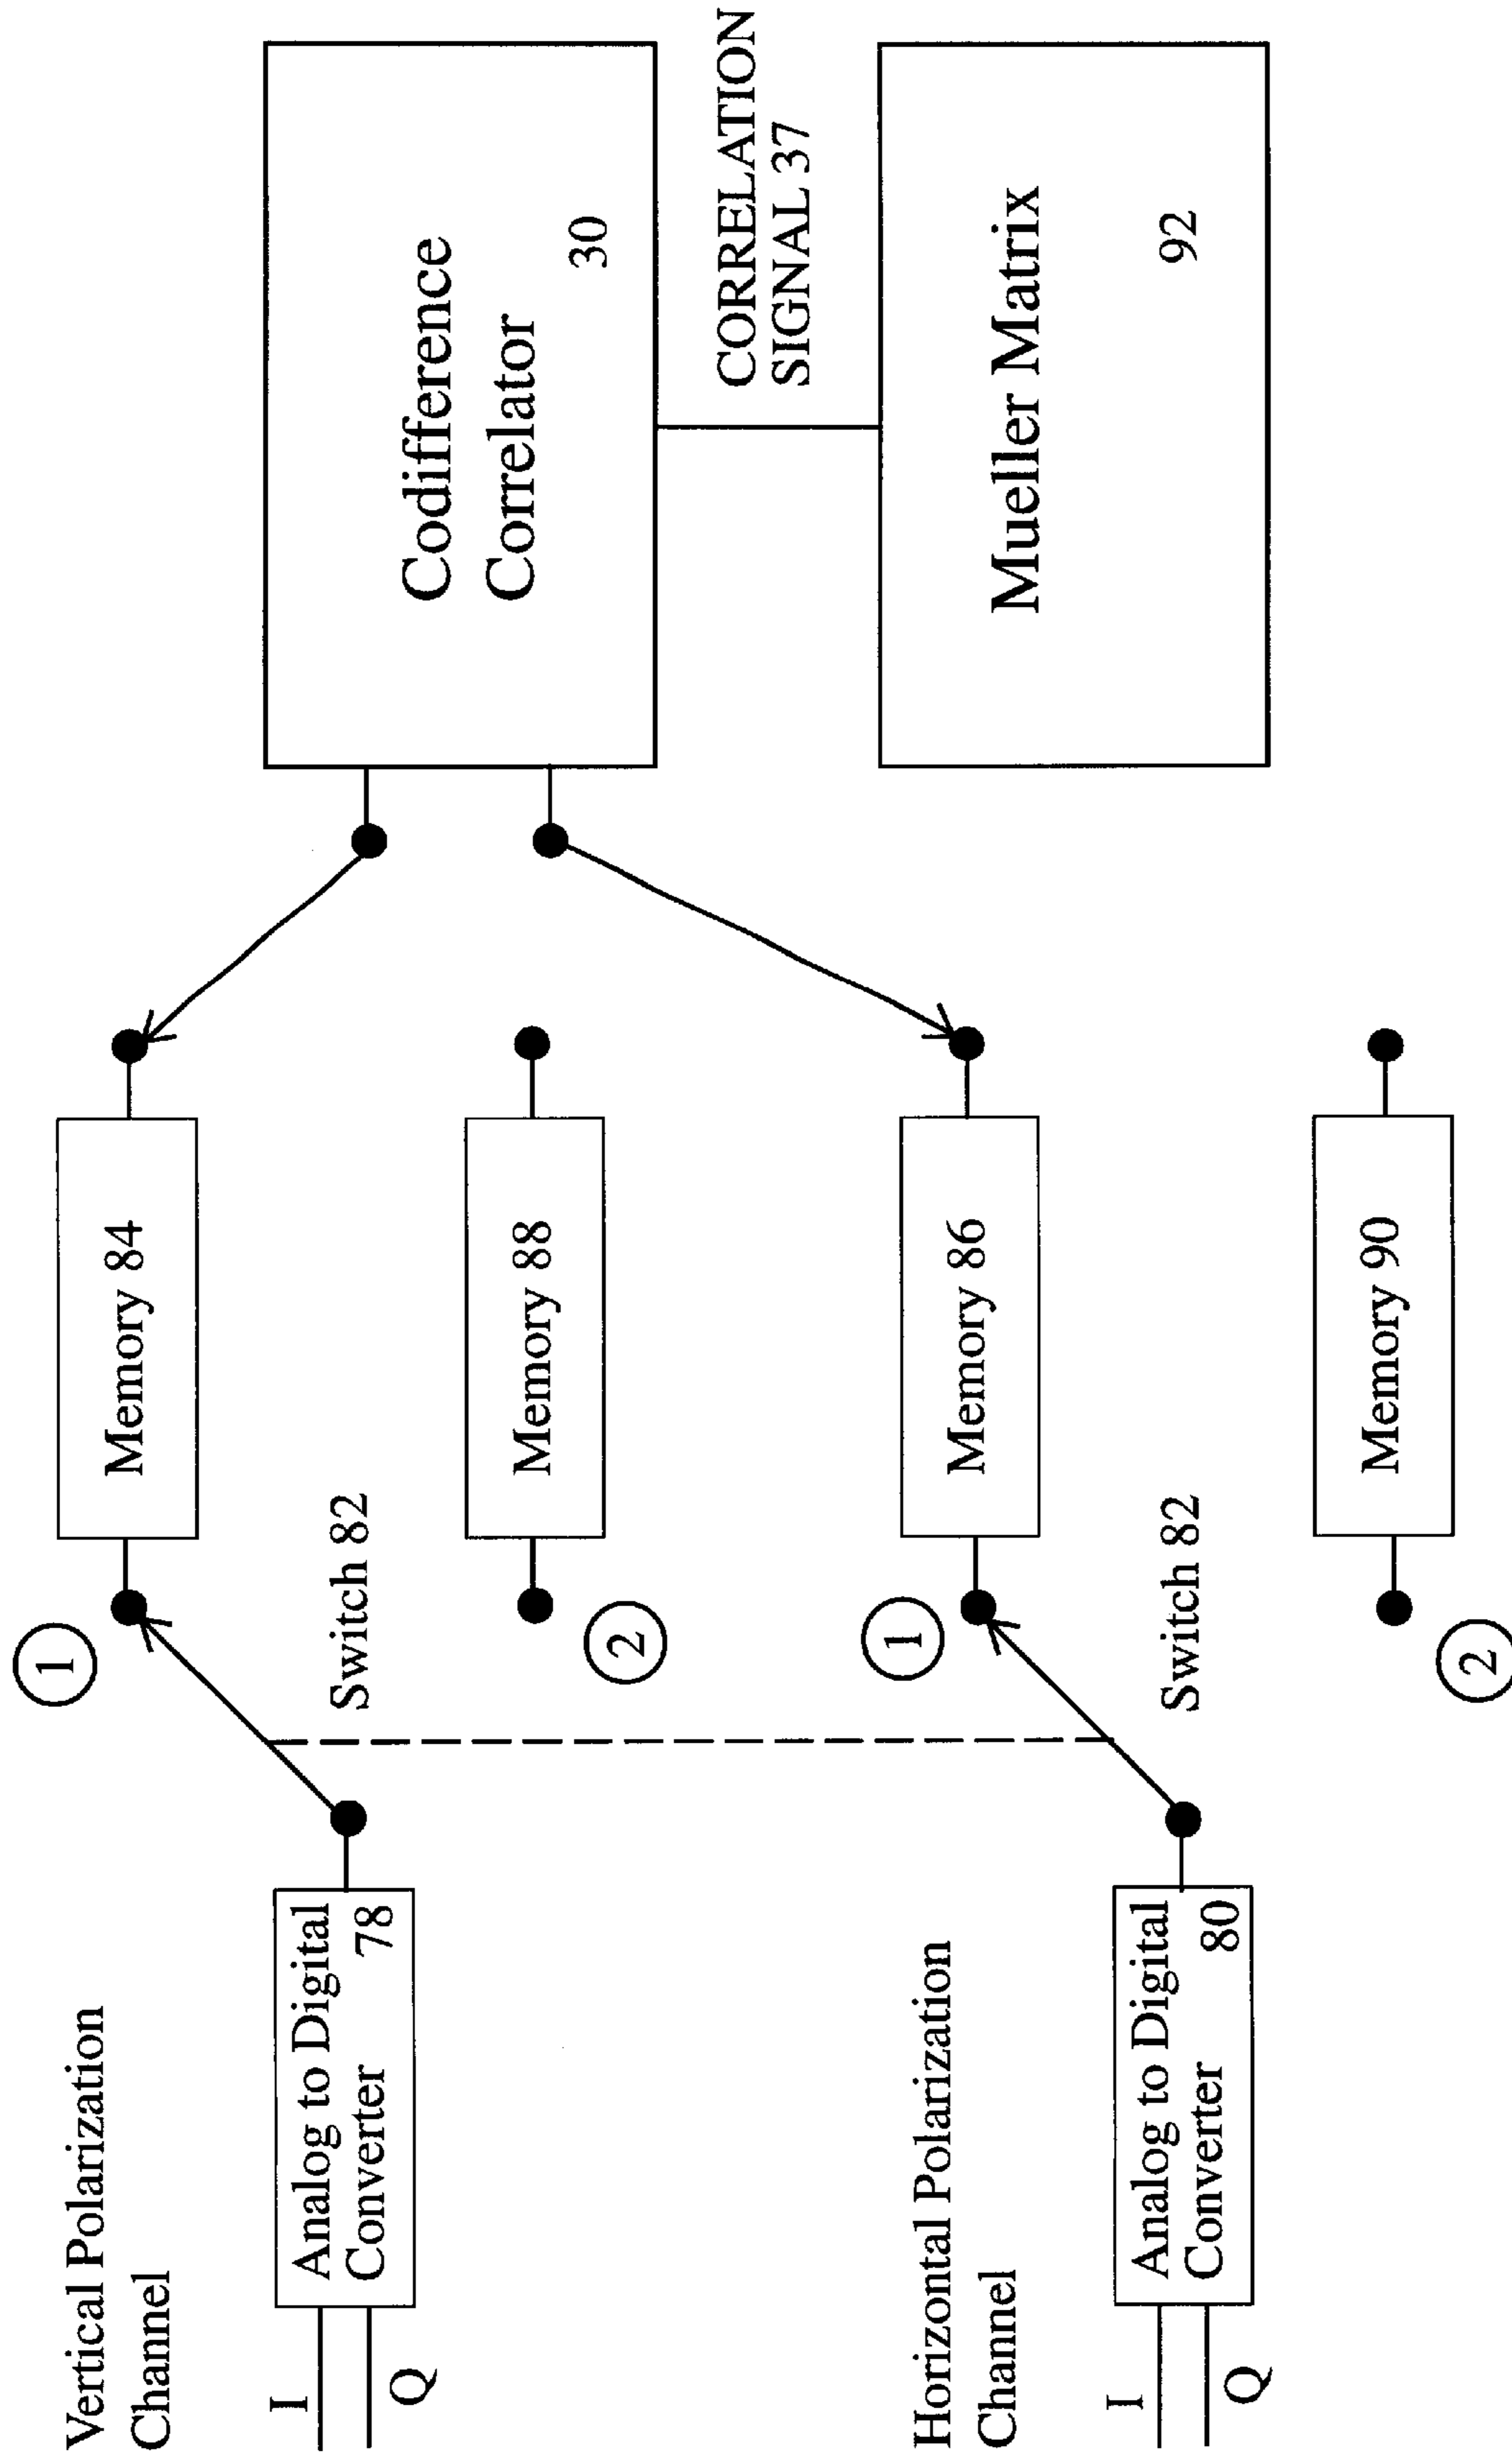 Vertical Polarization
Channel
I
Q
Analog to Digital
Converter 78
1
Switch 82
2
Memory 84
Memory 88
Horizontal Polarization
Channel
I
Q
Analog to Digital
Converter 80
1
Switch 82
2
Memory 86
Memory 90
Codifference
Correlator
30
CORRELATION
SIGNAL 37
Mueller Matrix
92